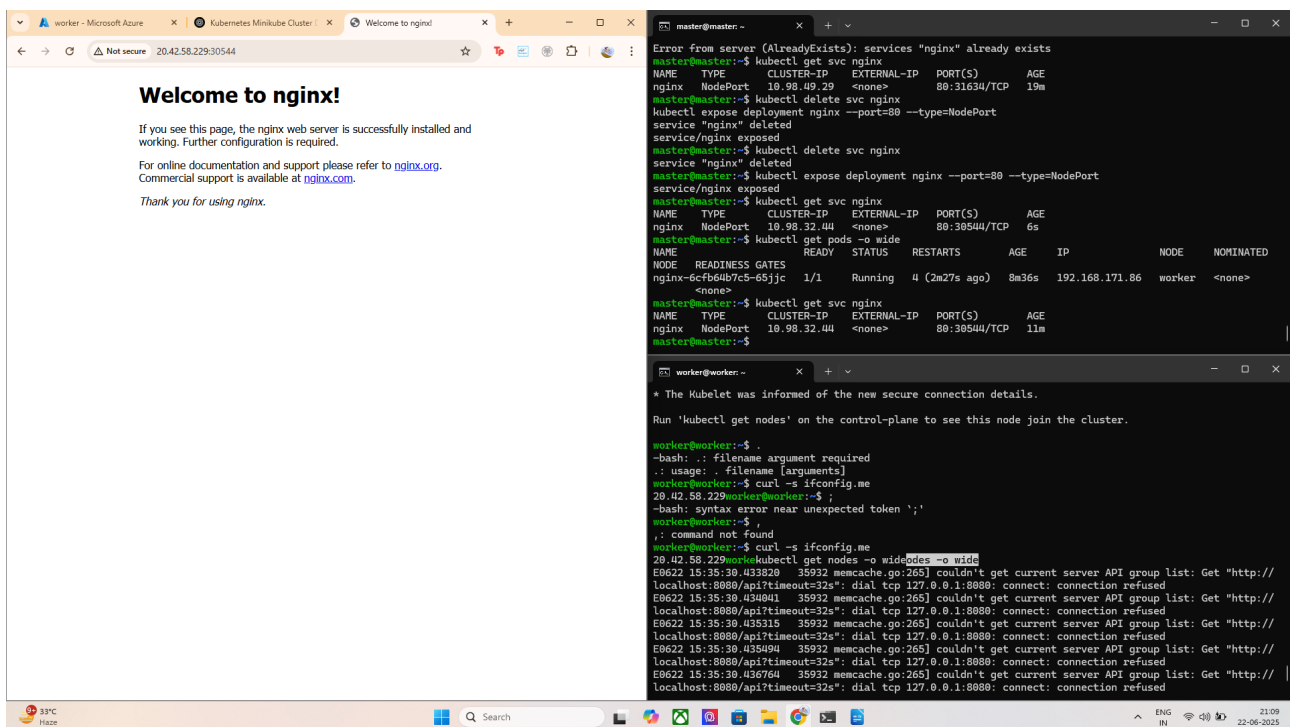 worker - Microsoft Azure
Kubernetes Minikube Cluster
Welcome to nginx!
Not secure 20.42.58.229:30544
Welcome to nginx!
If you see this page, the nginx web server is successfully installed and
working. Further configuration is required.
For online documentation and support please refer to nginx.org.
Commercial support is available at nginx.com.
Thank you for using nginx.
master@master: ~
Error from server (AlreadyExists): services "nginx" already exists
master@master:~$ kubectl get svc nginx
NAME TYPE CLUSTER-IP EXTERNAL-IP PORT(S) AGE
nginx NodePort 10.98.49.29 <none> 80:31634/TCP 19m
master@master:~$ kubectl delete svc nginx
kubectl expose deployment nginx --port=80 --type=NodePort
service "nginx" deleted
service/nginx exposed
master@master:~$ kubectl delete svc nginx
service "nginx" deleted
master@master:~$ kubectl expose deployment nginx --port=80 --type=NodePort
service/nginx exposed
master@master:~$ kubectl get svc nginx
NAME TYPE CLUSTER-IP EXTERNAL-IP PORT(S) AGE
nginx NodePort 10.98.32.44 <none> 80:30544/TCP 6s
master@master:~$ kubectl get pods -o wide
NAME READY STATUS RESTARTS AGE IP NODE NOMINATED
NODE READINESS GATES
nginx-6cfb64b7c5-65jjc 1/1 Running 4 (2m27s ago) 8m36s 192.168.171.86 worker <none>
<none>
master@master:~$ kubectl get svc nginx
NAME TYPE CLUSTER-IP EXTERNAL-IP PORT(S) AGE
nginx NodePort 10.98.32.44 <none> 80:30544/TCP 11m
master@master:~$
worker@worker: ~
* The Kubelet was informed of the new secure connection details.
Run 'kubectl get nodes' on the control-plane to see this node join the cluster.
worker@worker:~$ .
-bash: .: filename argument required
.: usage: . filename [arguments]
worker@worker:~$ curl -s ifconfig.me
20.42.58.229worker@worker:~$ ;
-bash: syntax error near unexpected token `;'
worker@worker:~$ ,
,: command not found
worker@worker:~$ curl -s ifconfig.me
20.42.58.229workekubectl get nodes -o wideodes -o wide
E0622 15:35:30.433820 35932 memcache.go:265] couldn't get current server API group list: Get "http://
localhost:8080/api?timeout=32s": dial tcp 127.0.0.1:8080: connect: connection refused
E0622 15:35:30.434041 35932 memcache.go:265] couldn't get current server API group list: Get "http://
localhost:8080/api?timeout=32s": dial tcp 127.0.0.1:8080: connect: connection refused
E0622 15:35:30.435315 35932 memcache.go:265] couldn't get current server API group list: Get "http://
localhost:8080/api?timeout=32s": dial tcp 127.0.0.1:8080: connect: connection refused
E0622 15:35:30.435494 35932 memcache.go:265] couldn't get current server API group list: Get "http://
localhost:8080/api?timeout=32s": dial tcp 127.0.0.1:8080: connect: connection refused
E0622 15:35:30.436764 35932 memcache.go:265] couldn't get current server API group list: Get "http://
localhost:8080/api?timeout=32s": dial tcp 127.0.0.1:8080: connect: connection refused
33°C
Haze
Search
ENG
IN
21:09
22-06-2025